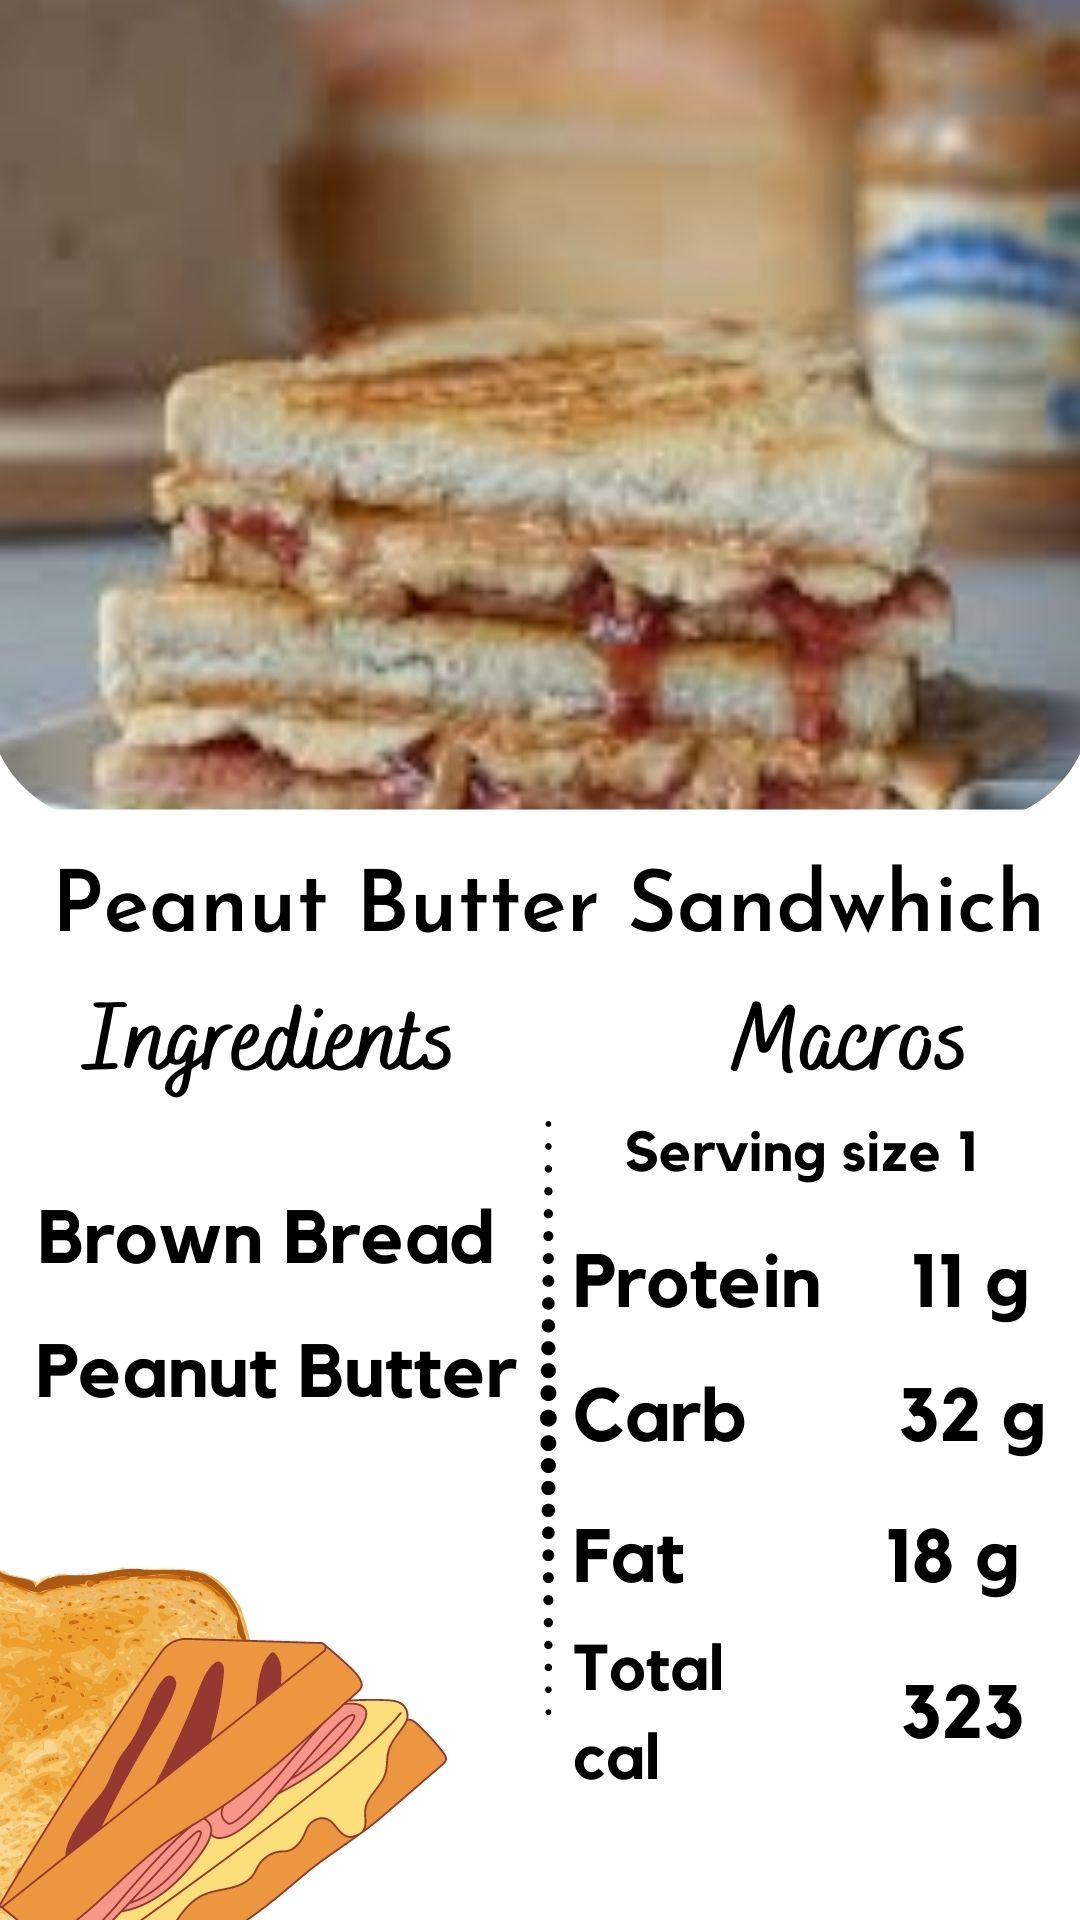 Peanut Butter Sandwhich
Ingredients
Macros
Serving size 1
Brown Bread
Peanut Butter
Protein 11 g
Carb 32 g
Fat 18 g
Total
cal
323